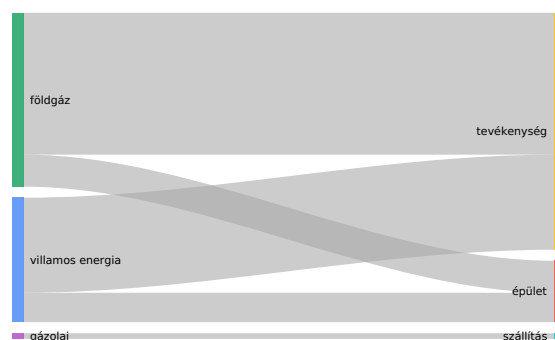 földgáz
tevékenység
villamos energia
épület
gázolaj
szállítás